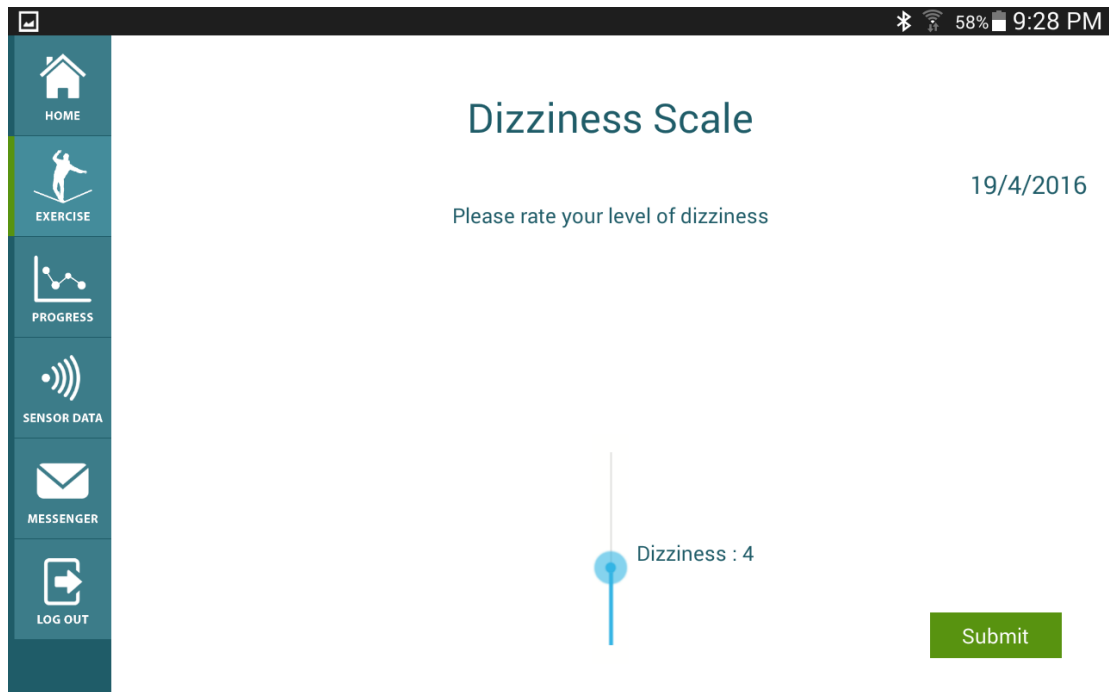 58% 9:28 PM
HOME
EXERCISE
PROGRESS
SENSOR DATA
MESSENGER
LOG OUT
Dizziness Scale
19/4/2016
Please rate your level of dizziness
Dizziness : 4
Submit